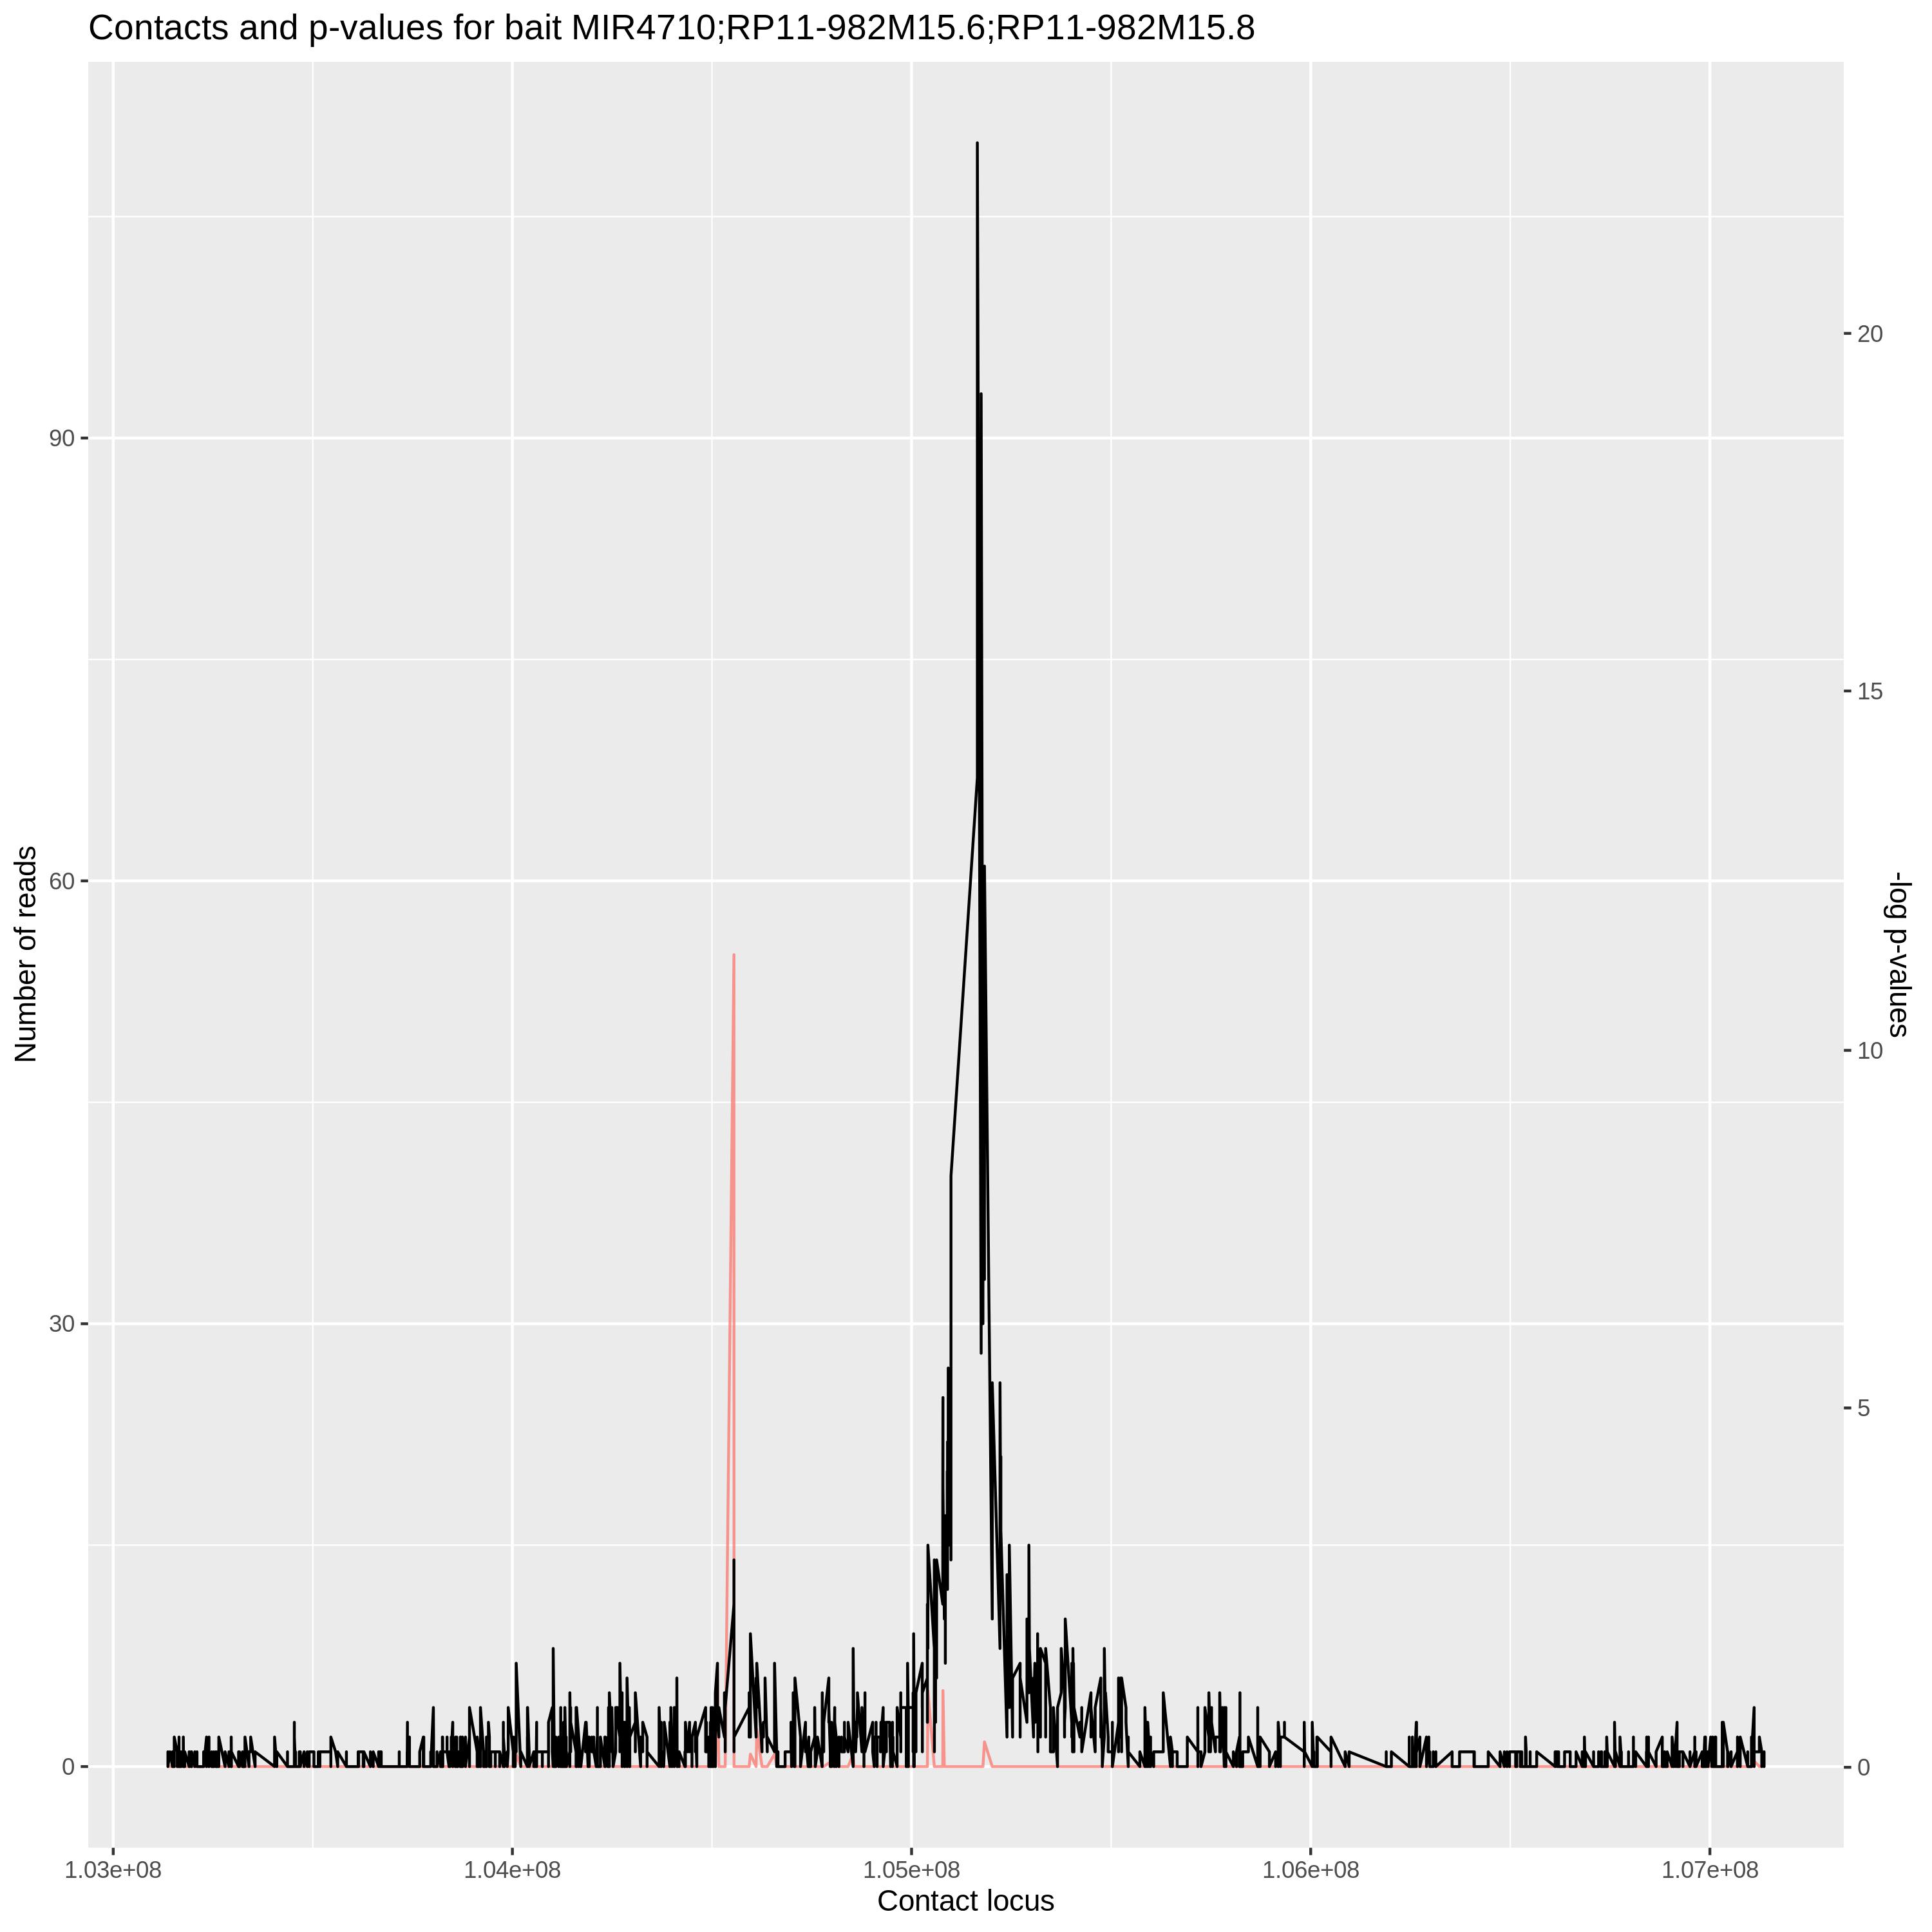 Contacts and p-values for bait MIR4710;RP11-982M15.6;RP11-982M15.8
Number of reads
90
60
30
0
20
15
10
5
0
-log p-values
1.03e+08
1.04e+08
1.05e+08
1.06e+08
1.07e+08
Contact locus